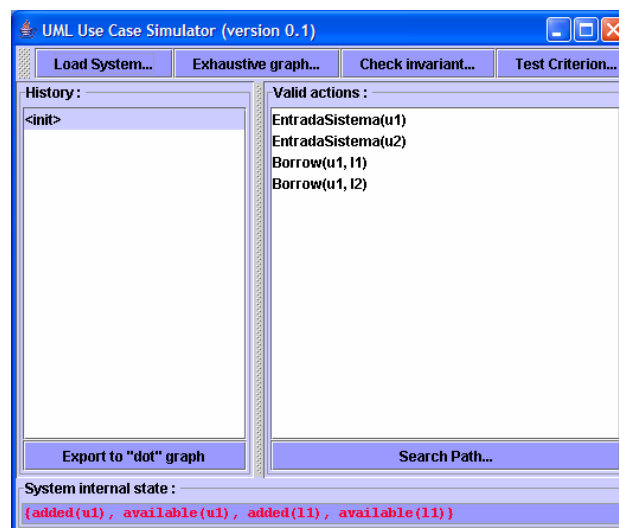 UML Use Case Simulator (version 0.1)
Load System... Exhaustive graph... Check invariant... Test Criterion...
History :
<init>
Export to "dot" graph
Valid actions :
EntradaSistema(u1)
EntradaSistema(u2)
Borrow(u1, l1)
Borrow(u1, l2)
Search Path...
System internal state :
{added(u1), available(u1), added(l1), available(l1)}